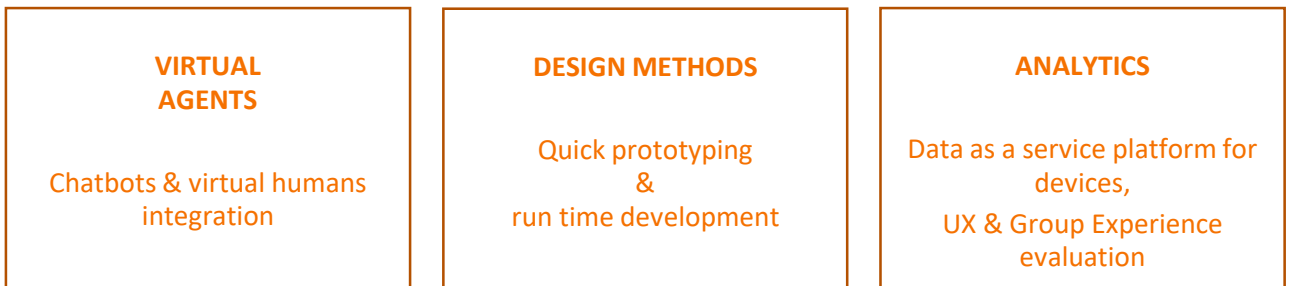 VIRTUAL
AGENTS
Chatbots & virtual humans
integration
DESIGN METHODS
Quick prototyping
&
run time development
ANALYTICS
Data as a service platform for
devices,
UX & Group Experience
evaluation